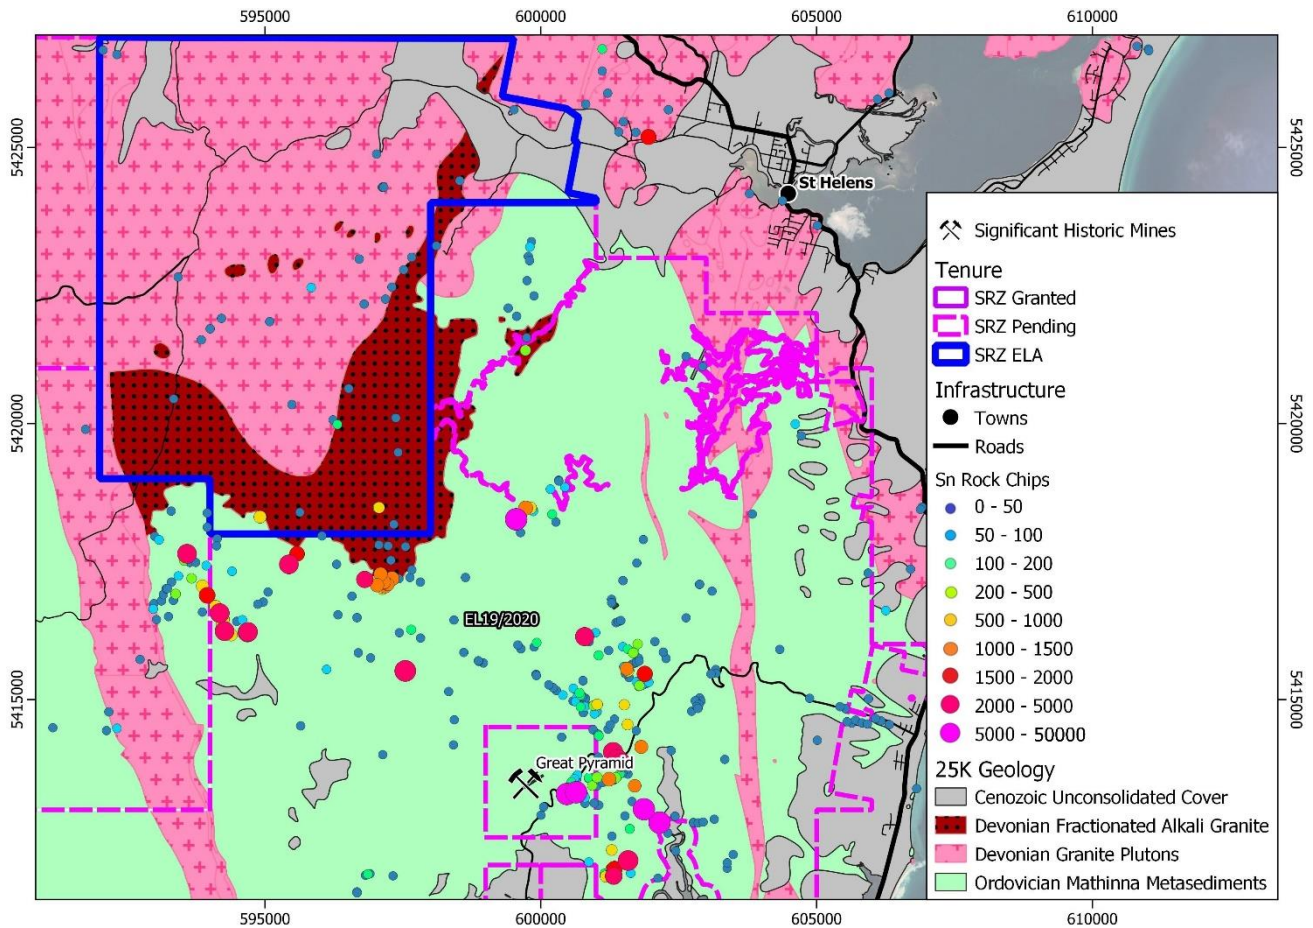 595000
600000
605000
610000
5425000
5425000
St Helens
Significant Historic Mines
Tenure
SRZ Granted
SRZ Pending
SRZ ELA
Infrastructure
Towns
Roads
Sn Rock Chips
0 - 50
50 - 100
100 - 200
200 - 500
500 - 1000
1000 - 1500
1500 - 2000
2000 - 5000
5000 - 50000
25K Geology
Cenozoic Unconsolidated Cover
Devonian Fractionated Alkali Granite
Devonian Granite Plutons
Ordovician Mathinna Metasediments
5420000
5420000
EL19/2020
5415000
5415000
Great Pyramid
595000
600000
605000
610000